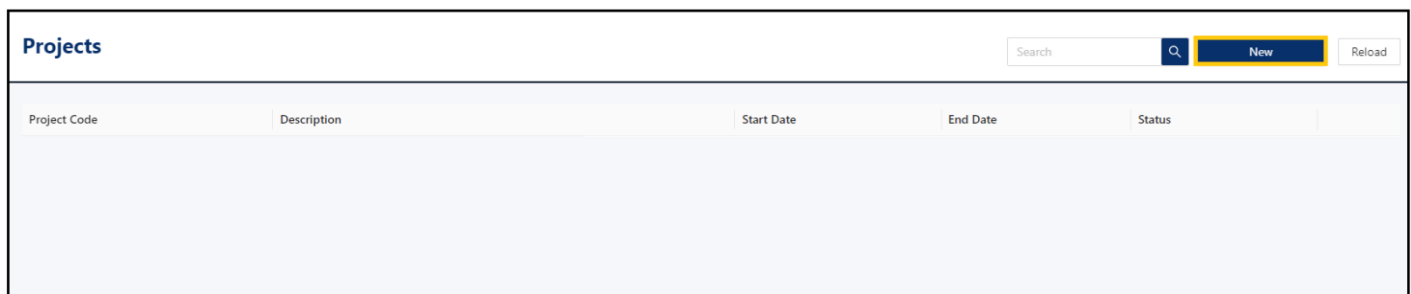 Projects
Search New Reload
Project Code Description Start Date End Date Status